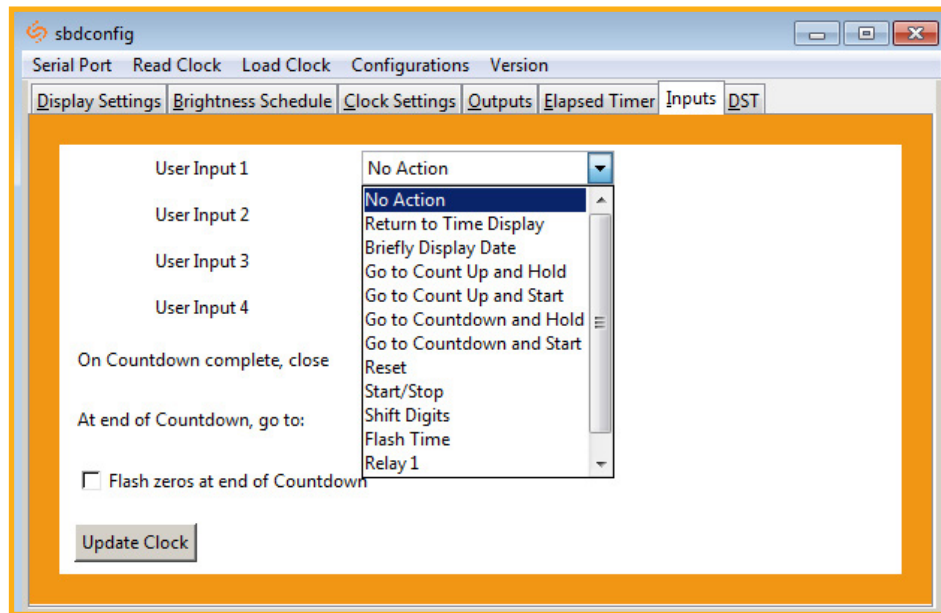 sbdconfig
Serial Port Read Clock Load Clock Configurations Version
Display Settings Brightness Schedule Clock Settings Outputs Elapsed Timer Inputs DST
User Input 1 No Action
No Action
Return to Time Display
User Input 2
Briefly Display Date
User Input 3
Go to Count Up and Hold
Go to Count Up and Start
User Input 4
Go to Countdown and Hold
Go to Countdown and Start
On Countdown complete, close
Reset
Start/Stop
At end of Countdown, go to:
Shift Digits
Flash Time
Relay 1
Flash zeros at end of Countdown
Update Clock